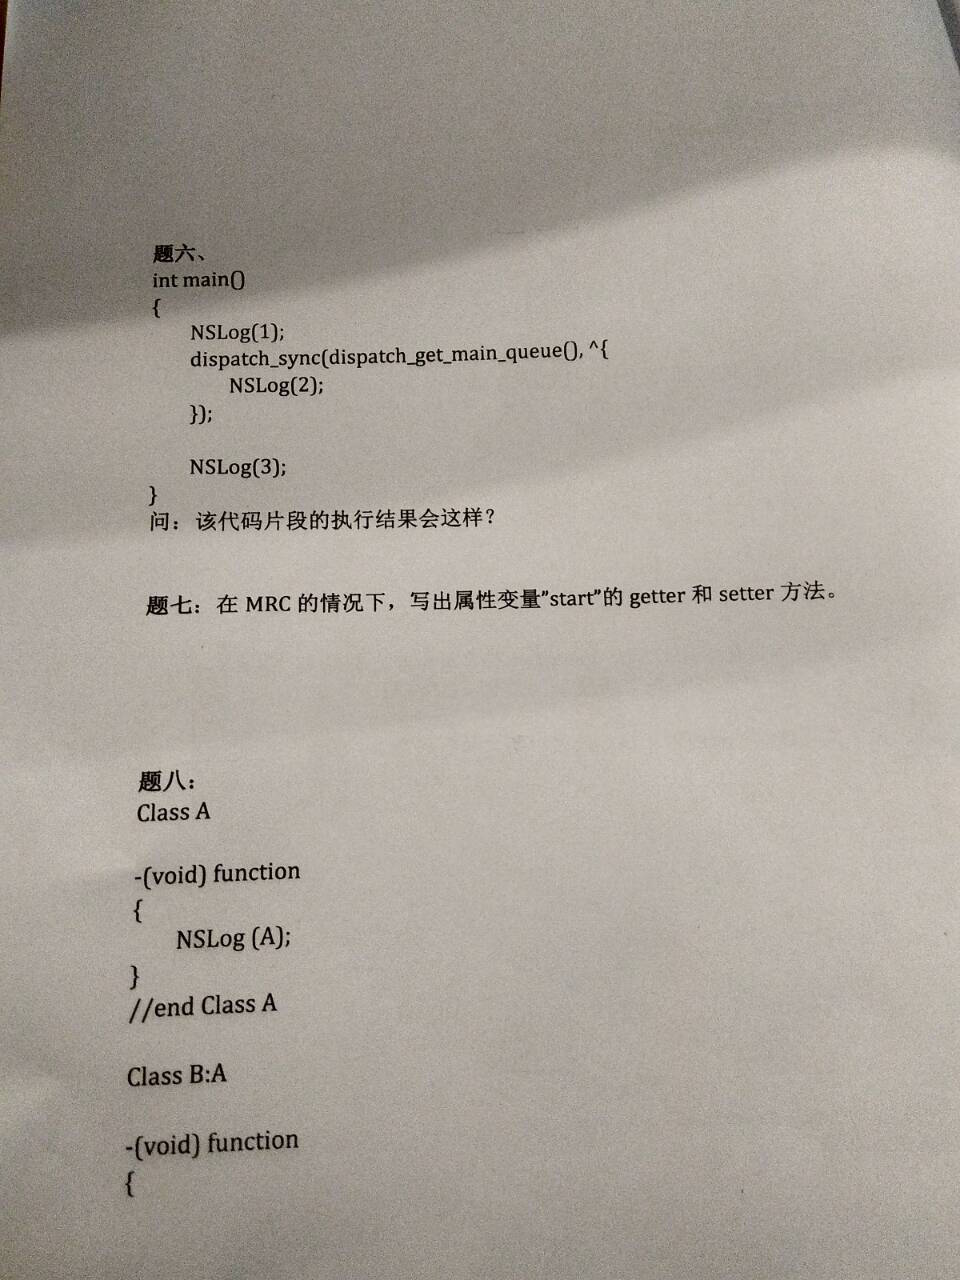 题六、
int main()
{
NSLog(1);
dispatch_sync(dispatch_get_main_queue(), ^{
NSLog(2);
});
NSLog(3);
}
问：该代码片段的执行结果会这样？
题七：在 MRC 的情况下，写出属性变量”start”的 getter 和 setter 方法。
题八：
Class A
-(void) function
{
NSLog (A);
}
//end Class A
Class B:A
-(void) function
{